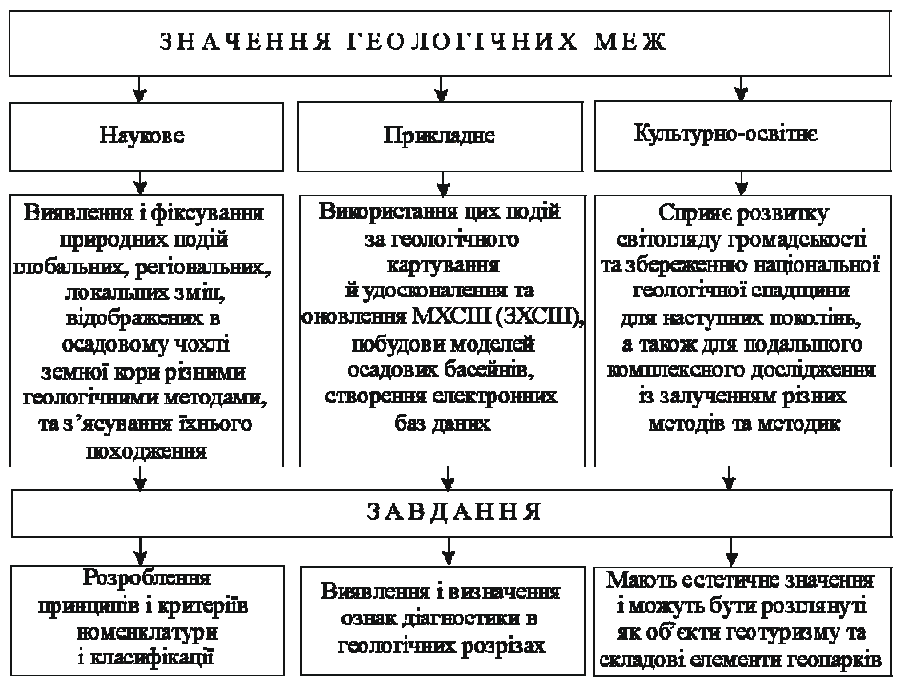 ЗНАЧЕННЯ ГЕОЛОГІЧНИХ МЕЖ
Наукове
Прикладне
Культурно-освітнє
Виявлення і фіксування
природних подій
глобальних, регіональних,
локальних змін,
відображених в
осадовому чохлі
земної кори різними
геологічними методами,
та з’ясування їхнього
походження
Використання цих подій
за геологічного
картування
й удосконалення та
оновлення МХСШ (ЗХСШ),
побудови моделей
осадових басейнів,
створення електронних
баз даних
Сприяє розвитку
світогляду громадськості
та збереженню національної
геологічної спадщини
для наступних поколінь,
а також для подальшого
комплексного дослідження
із залученням різних
методів та методик
ЗАВДАННЯ
Розроблення
принципів і критеріїв
номенклатури
і класифікації
Виявлення і визначення
ознак діагностики в
геологічних розрізах
Мають естетичне значення
і можуть бути розглянуті
як об’єкти геотуризму та
складові елементи геопарків